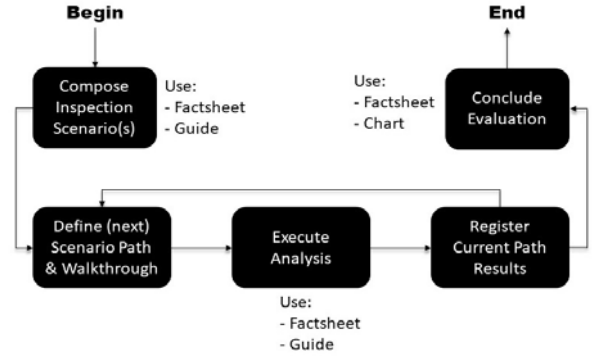 Begin
End
Compose
Inspection
Scenario(s)
Use:
- Factsheet
- Guide
Use:
- Factsheet
- Chart
Conclude
Evaluation
Define (next)
Scenario Path
& Walkthrough
Execute
Analysis
Register
Current Path
Results
Use:
- Factsheet
- Guide